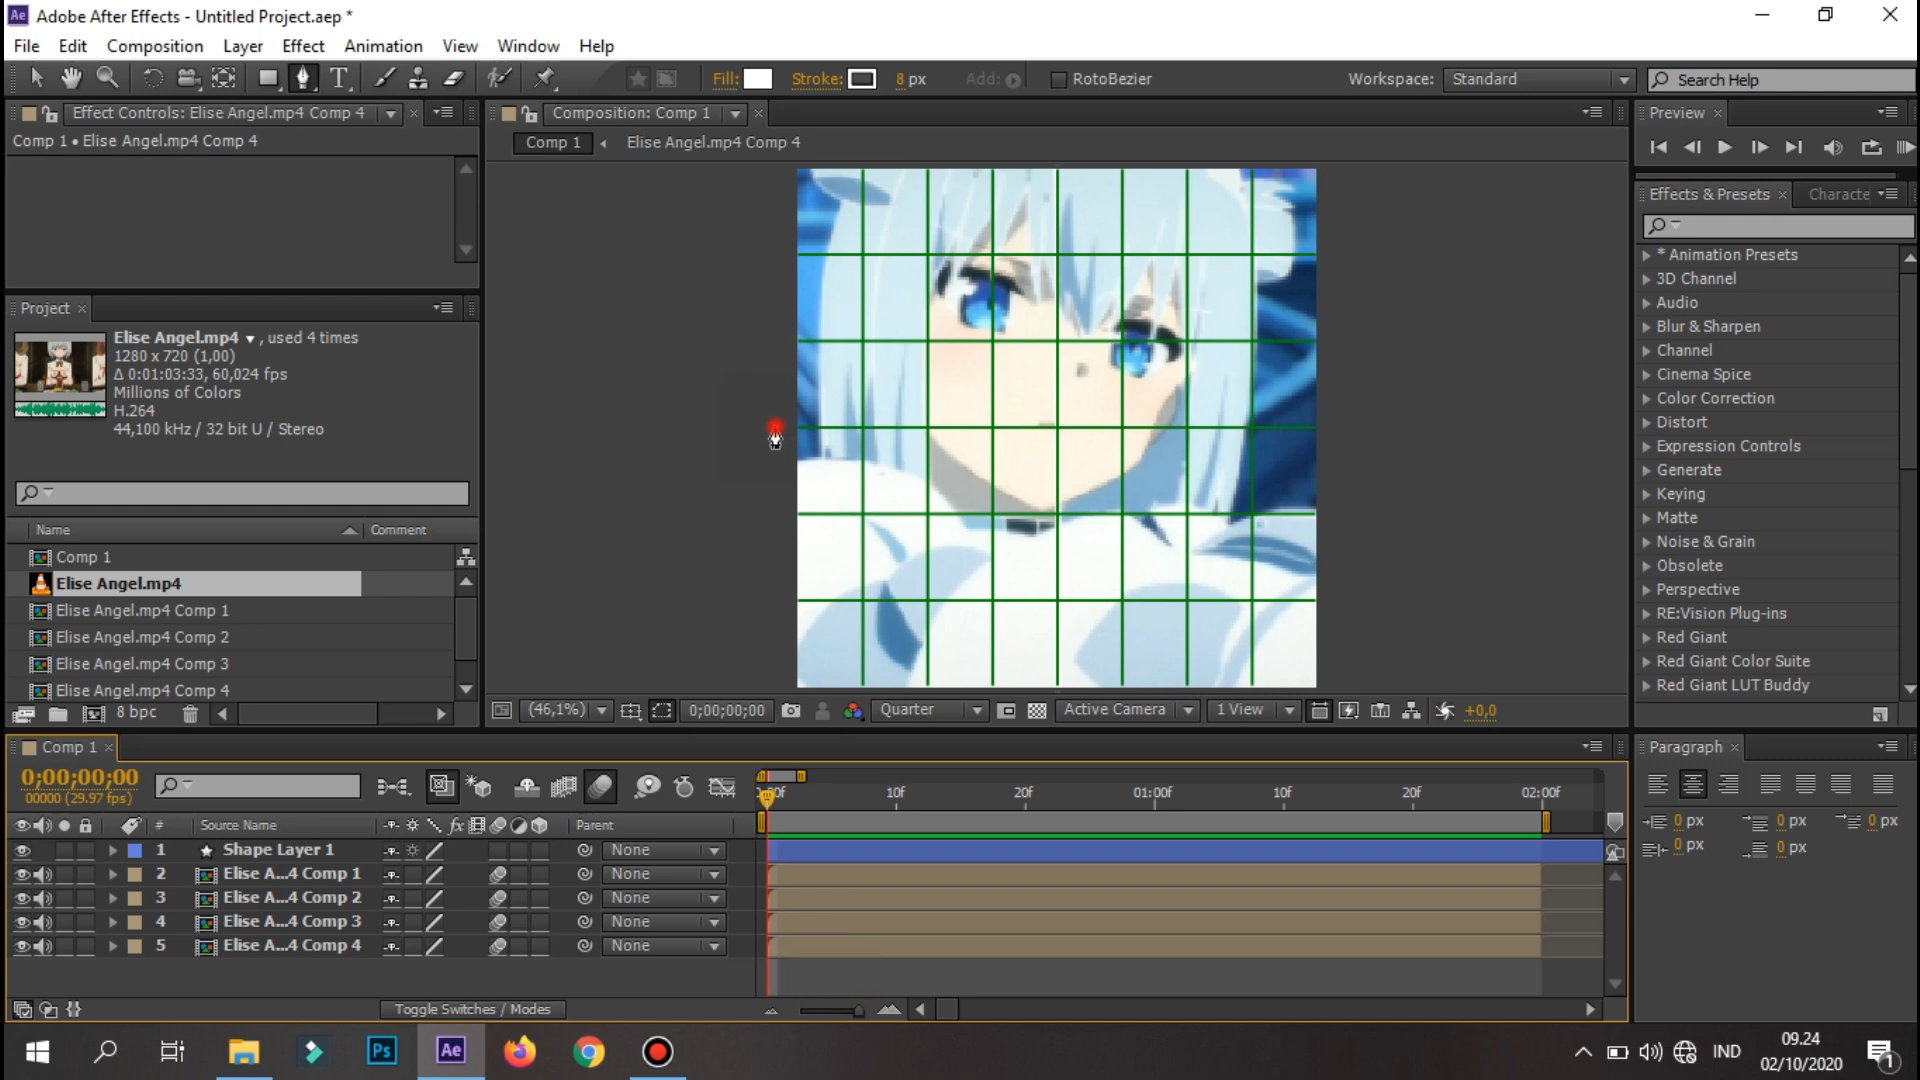 Ae Adobe After Effects - Untitled Project.aep *
File Edit Composition Layer Effect Animation View Window Help
T Fill: Stroke: 8 px Add: RotoBezier Workspace: Standard Search Help
Effect Controls: Elise Angel.mp4 Comp 4
Comp 1 • Elise Angel.mp4 Comp 4
Composition: Comp 1
Comp 1 Elise Angel.mp4 Comp 4
Preview
Effects & Presets Characte
* Animation Presets
3D Channel
Audio
Blur & Sharpen
Channel
Cinema Spice
Color Correction
Distort
Expression Controls
Generate
Keying
Matte
Noise & Grain
Obsolete
Perspective
RE:Vision Plug-ins
Red Giant
Red Giant Color Suite
Red Giant LUT Buddy
Project
Elise Angel.mp4 , used 4 times
1280 x 720 (1,00)
Δ 0:01:03:33, 60,024 fps
Millions of Colors
H.264
44,100 kHz / 32 bit U / Stereo
Name Comment
Comp 1
Elise Angel.mp4
Elise Angel.mp4 Comp 1
Elise Angel.mp4 Comp 2
Elise Angel.mp4 Comp 3
Elise Angel.mp4 Comp 4
8 bpc
(46,1%) 0;00;00;00 Quarter Active Camera 1 View +0,0
Comp 1
0;00;00;00
00000 (29.97 fps)
10f 20f 01:00f 10f 20f 02:00f
# Source Name fx Parent
1 Shape Layer 1 None
2 Elise A...4 Comp 1 None
3 Elise A...4 Comp 2 None
4 Elise A...4 Comp 3 None
5 Elise A...4 Comp 4 None
Toggle Switches / Modes
Paragraph
0 px 0 px 0 px
0 px 0 px
Ps Ae IND
09.24
02/10/2020
1